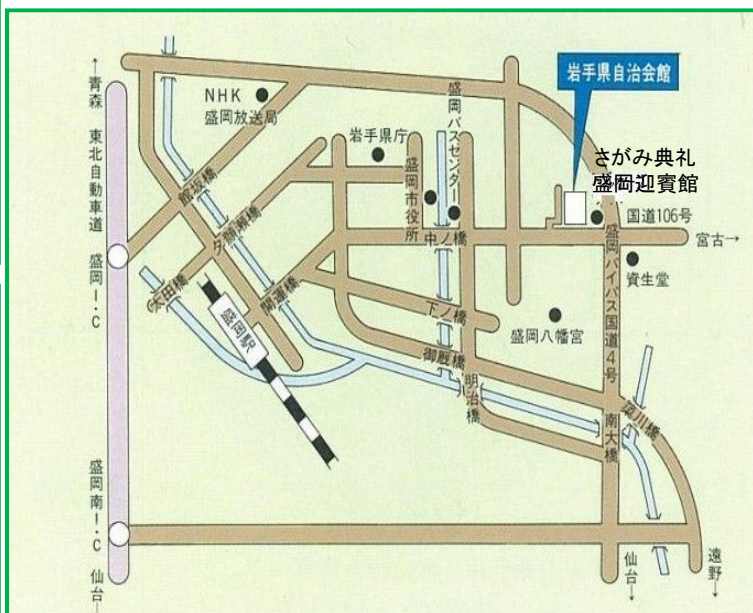 岩手県自治会館
さがみ典礼
盛岡迎賓館
国道106号
宮古→
資生堂
盛岡バイパス国道4号
盛岡八幡宮
盛岡バスセンター
岩手県庁
盛岡市役所
NHK
盛岡放送局
←青森
東北自動車道
盛岡I・C
盛岡南I・C
仙台→
館坂橋
夕顔瀬橋
太田橋
開運橋
盛岡駅
中ノ橋
下ノ橋
御厩橋
明治橋
南大橋
簗川橋
仙台→
遠野→